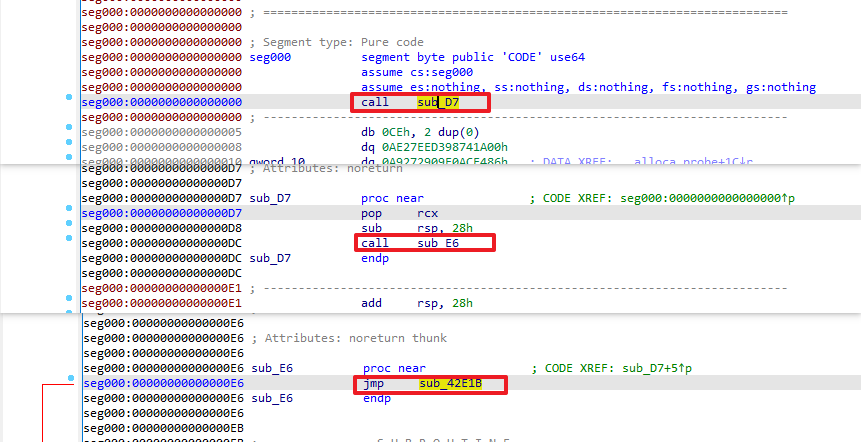 seg000:0000000000000000 ; ===========================================================================
seg000:0000000000000000
seg000:0000000000000000 ; Segment type: Pure code
seg000:0000000000000000 seg000 segment byte public 'CODE' use64
seg000:0000000000000000 assume cs:seg000
seg000:0000000000000000 assume es:nothing, ss:nothing, ds:nothing, fs:nothing, gs:nothing
seg000:0000000000000000 call sub_D7
seg000:0000000000000000 ; ---------------------------------------------------------------------------
seg000:0000000000000005 db 0CEh, 2 dup(0)
seg000:0000000000000008 dq 0AE27EED398741A00h
seg000:0000000000000010 qword_10 dq 0A9272909E0ACE486h ; DATA XREF: __alloca_probe+1C↓r
seg000:00000000000000D7 ; Attributes: noreturn
seg000:00000000000000D7
seg000:00000000000000D7 sub_D7 proc near ; CODE XREF: seg000:0000000000000000↑p
seg000:00000000000000D7 pop rcx
seg000:00000000000000D8 sub rsp, 28h
seg000:00000000000000DC call sub_E6
seg000:00000000000000DC sub_D7 endp
seg000:00000000000000DC
seg000:00000000000000E1 ; ---------------------------------------------------------------------------
seg000:00000000000000E1 add rsp, 28h
seg000:00000000000000E6
seg000:00000000000000E6 ; Attributes: noreturn thunk
seg000:00000000000000E6
seg000:00000000000000E6 sub_E6 proc near ; CODE XREF: sub_D7+5↑p
seg000:00000000000000E6 jmp sub_42E1B
seg000:00000000000000E6 sub_E6 endp
seg000:00000000000000E6
seg000:00000000000000EB